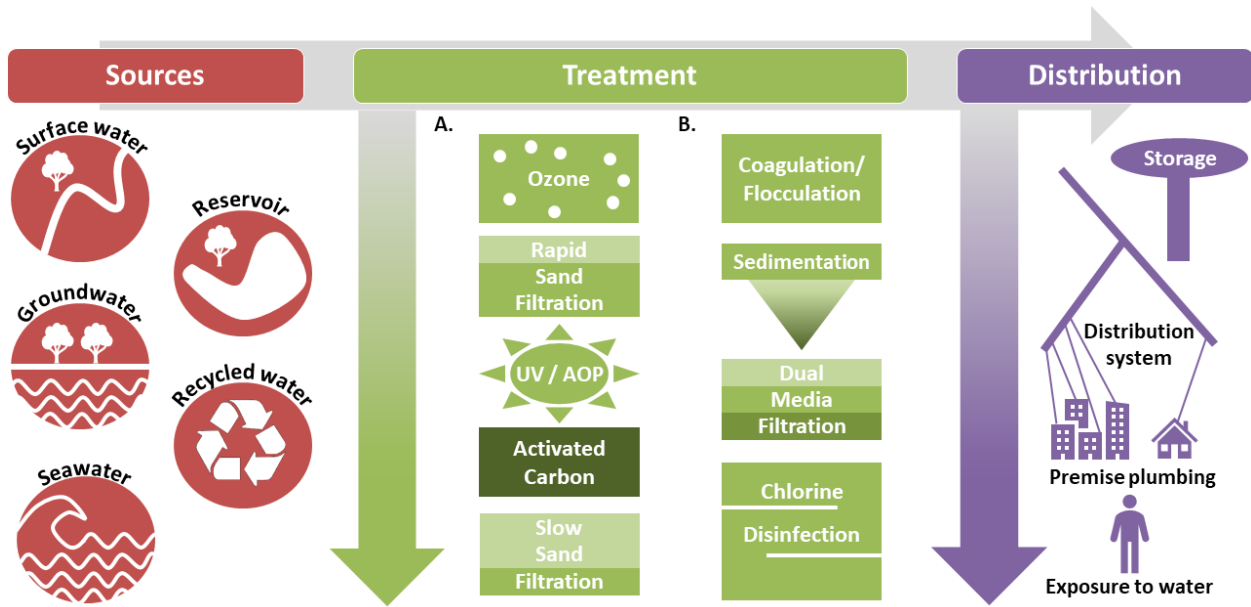 Sources
Treatment
Distribution
Surface water
Reservoir
Groundwater
Recycled water
Seawater
A.
Ozone
Rapid
Sand
Filtration
UV / AOP
Activated
Carbon
Slow
Sand
Filtration
B.
Coagulation/
Flocculation
Sedimentation
Dual
Media
Filtration
Chlorine
Disinfection
Storage
Distribution
system
Premise plumbing
Exposure to water